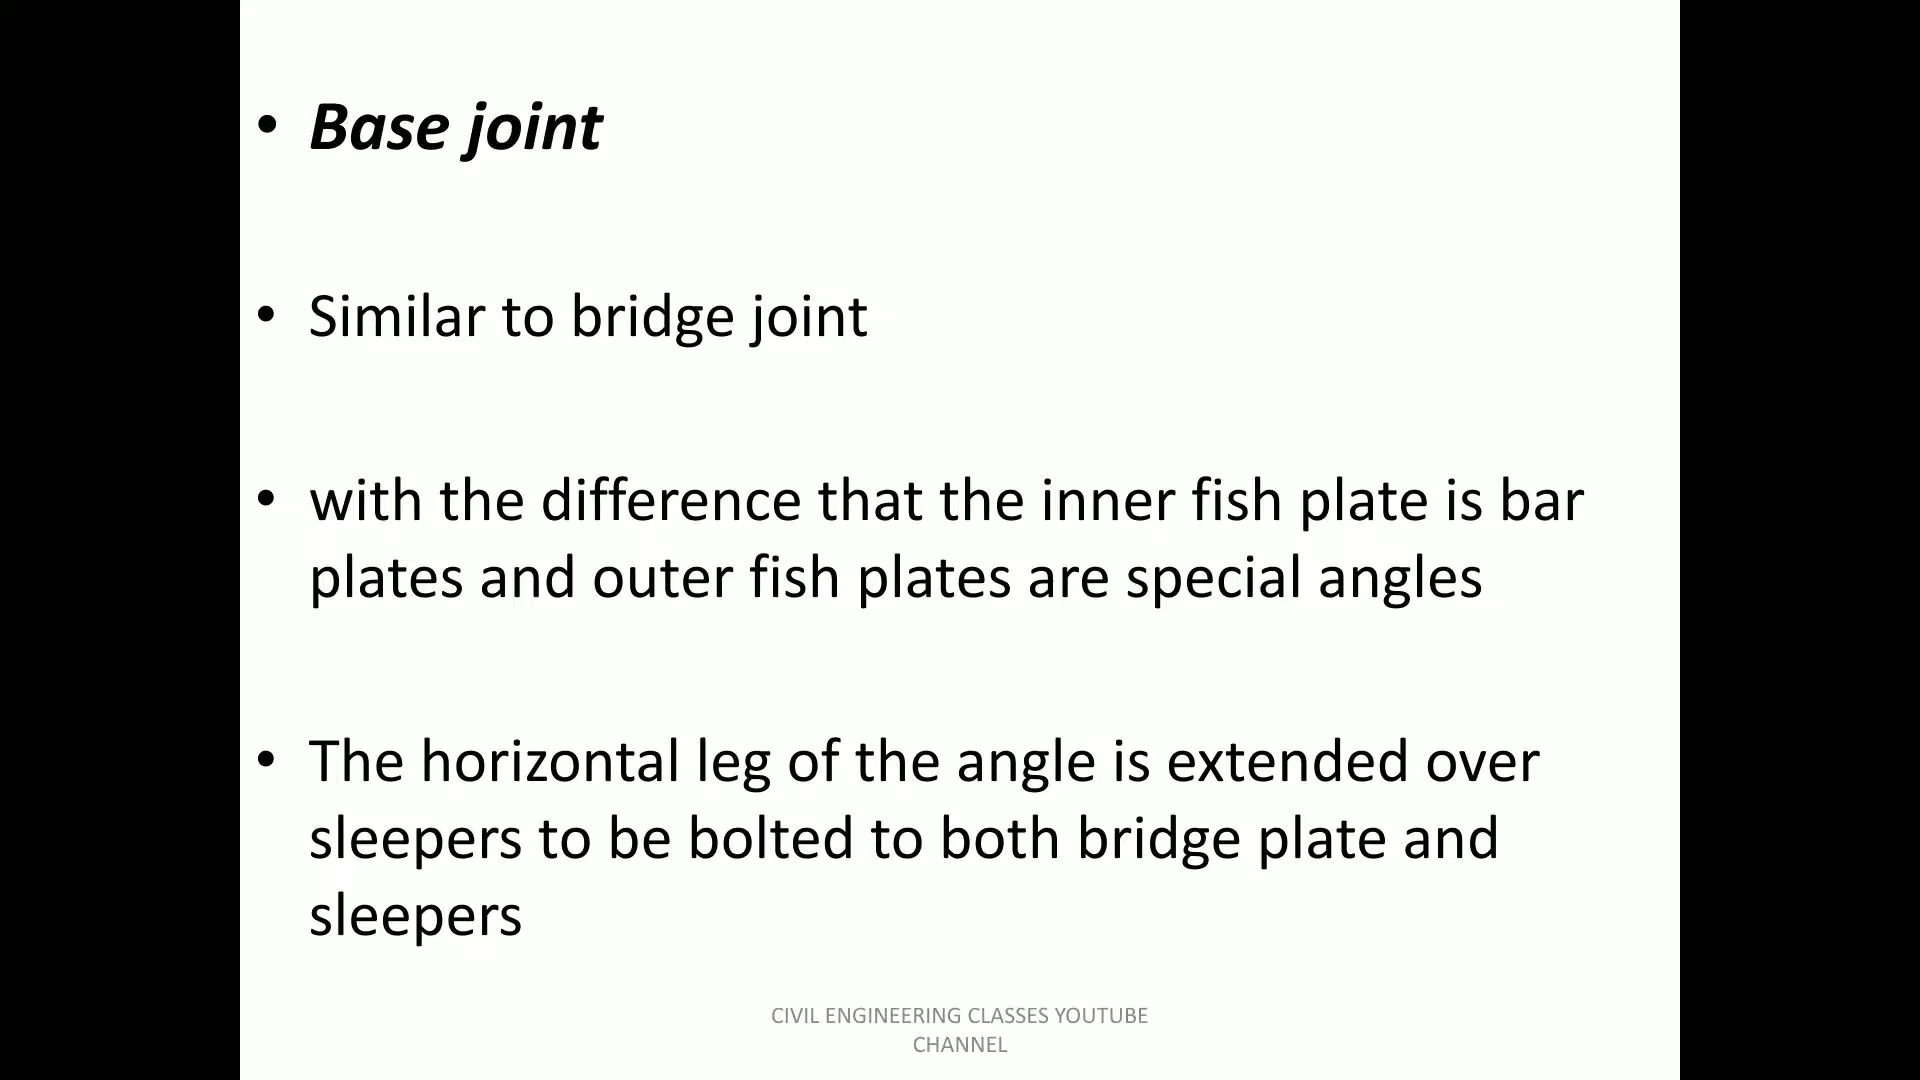 • Base joint
• Similar to bridge joint
• with the difference that the inner fish plate is bar
plates and outer fish plates are special angles
• The horizontal leg of the angle is extended over
sleepers to be bolted to both bridge plate and
sleepers
CIVIL ENGINEERING CLASSES YOUTUBE
CHANNEL